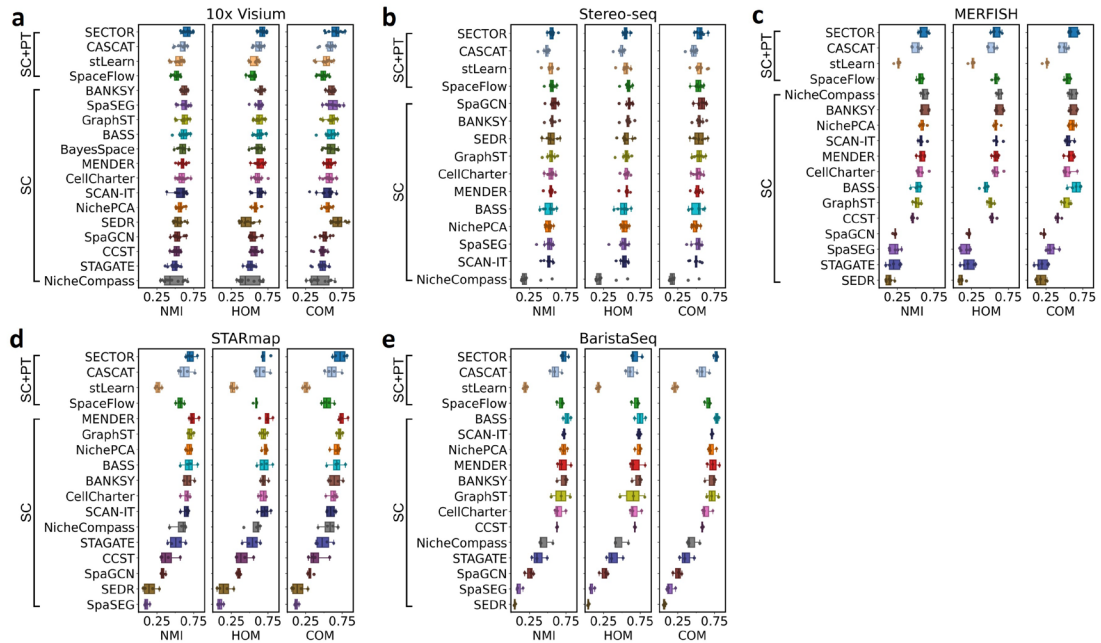 a
10x Visium
SC+PT
SECTOR
CASCAT
stLearn
SpaceFlow
SC
BANKSY
SpaSEG
GraphST
BASS
BayesSpace
MENDER
CellCharter
SCAN-IT
NichePCA
SEDR
SpaGCN
CCST
STAGATE
NicheCompass
0.25 0.75 0.25 0.75 0.25 0.75
NMI HOM COM
b
Stereo-seq
SC+PT
SECTOR
CASCAT
stLearn
SpaceFlow
SC
SpaGCN
BANKSY
SEDR
GraphST
CellCharter
MENDER
BASS
NichePCA
SpaSEG
SCAN-IT
NicheCompass
0.25 0.75 0.25 0.75 0.25 0.75
NMI HOM COM
c
MERFISH
SC+PT
SECTOR
CASCAT
stLearn
SpaceFlow
SC
NicheCompass
BANKSY
NichePCA
SCAN-IT
MENDER
CellCharter
BASS
GraphST
CCST
SpaGCN
SpaSEG
STAGATE
SEDR
0.25 0.75 0.25 0.75 0.25 0.75
NMI HOM COM
d
STARmap
SC+PT
SECTOR
CASCAT
stLearn
SpaceFlow
SC
MENDER
GraphST
NichePCA
BASS
BANKSY
CellCharter
SCAN-IT
NicheCompass
STAGATE
CCST
SpaGCN
SEDR
SpaSEG
0.25 0.75 0.25 0.75 0.25 0.75
NMI HOM COM
e
BaristaSeq
SC+PT
SECTOR
CASCAT
stLearn
SpaceFlow
SC
BASS
SCAN-IT
NichePCA
MENDER
BANKSY
GraphST
CellCharter
CCST
NicheCompass
STAGATE
SpaGCN
SpaSEG
SEDR
0.25 0.75 0.25 0.75 0.25 0.75
NMI HOM COM